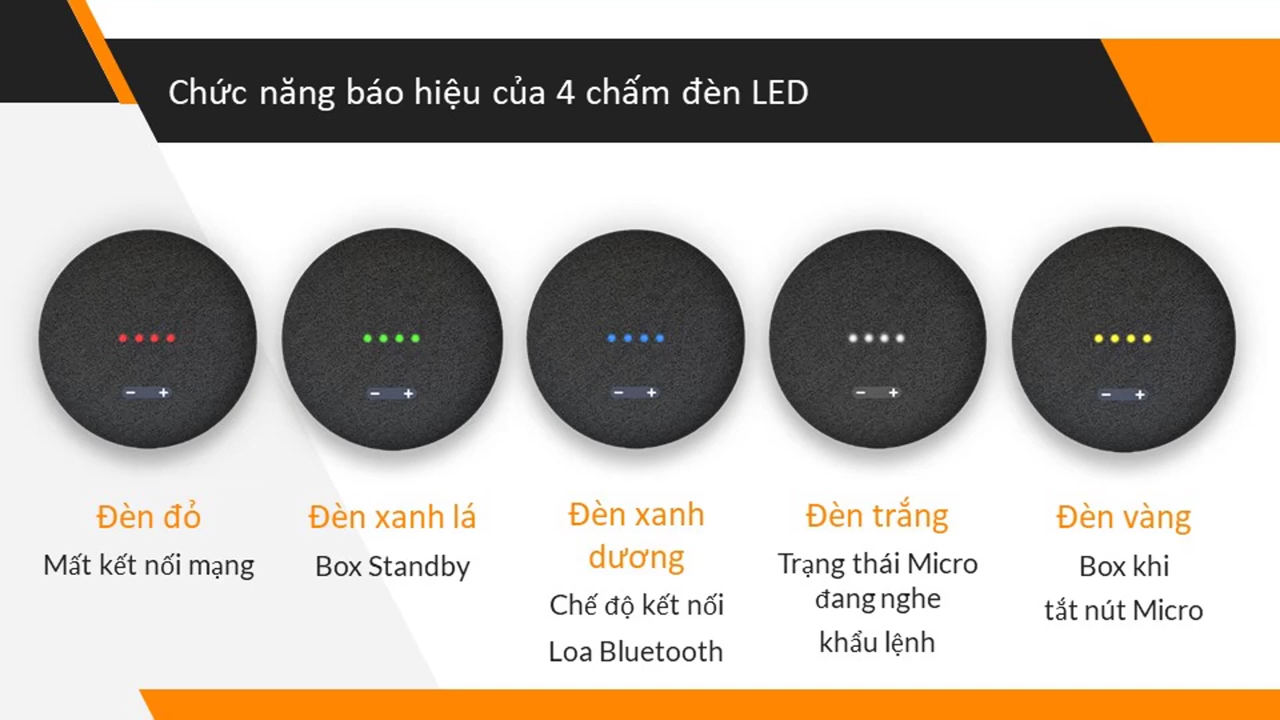 Chức năng báo hiệu của 4 chấm đèn LED
Đèn đỏ
Mất kết nối mạng
Đèn xanh lá
Box Standby
Đèn xanh
dương
Chế độ kết nối
Loa Bluetooth
Đèn trắng
Trạng thái Micro
đang nghe
khẩu lệnh
Đèn vàng
Box khi
tắt nút Micro